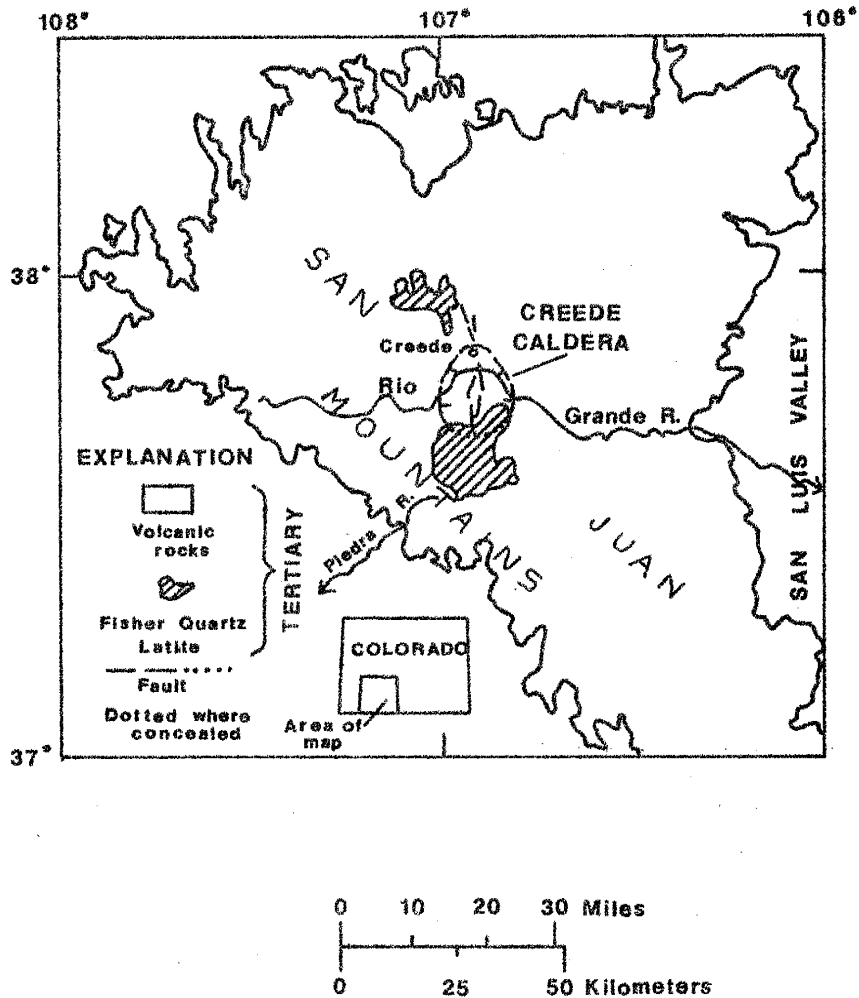 108° 107° 106°
38°
SAN
CREEDE
CALDERA
Creede
Rio
Grande R.
MOUNTAINS
JUAN
SAN LUIS VALLEY
Piedra R.
EXPLANATION
Volcanic
rocks
Fisher Quartz
Latite
TERTIARY
Fault
Dotted where
concealed
COLORADO
Area of
map
37°
0 10 20 30 Miles
0 25 50 Kilometers